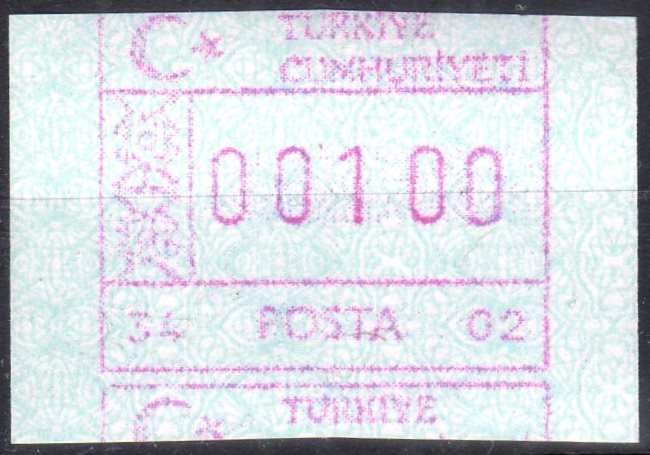 TÜRKİYE
CUMHURİYETİ
00100
34 POSTA 02
TÜRKİYE